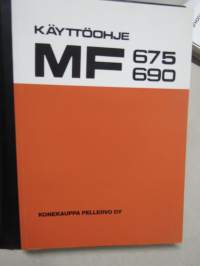 KÄYTTÖOHJE
MF 675
690
KONEKAUPPA PELLERVO OY